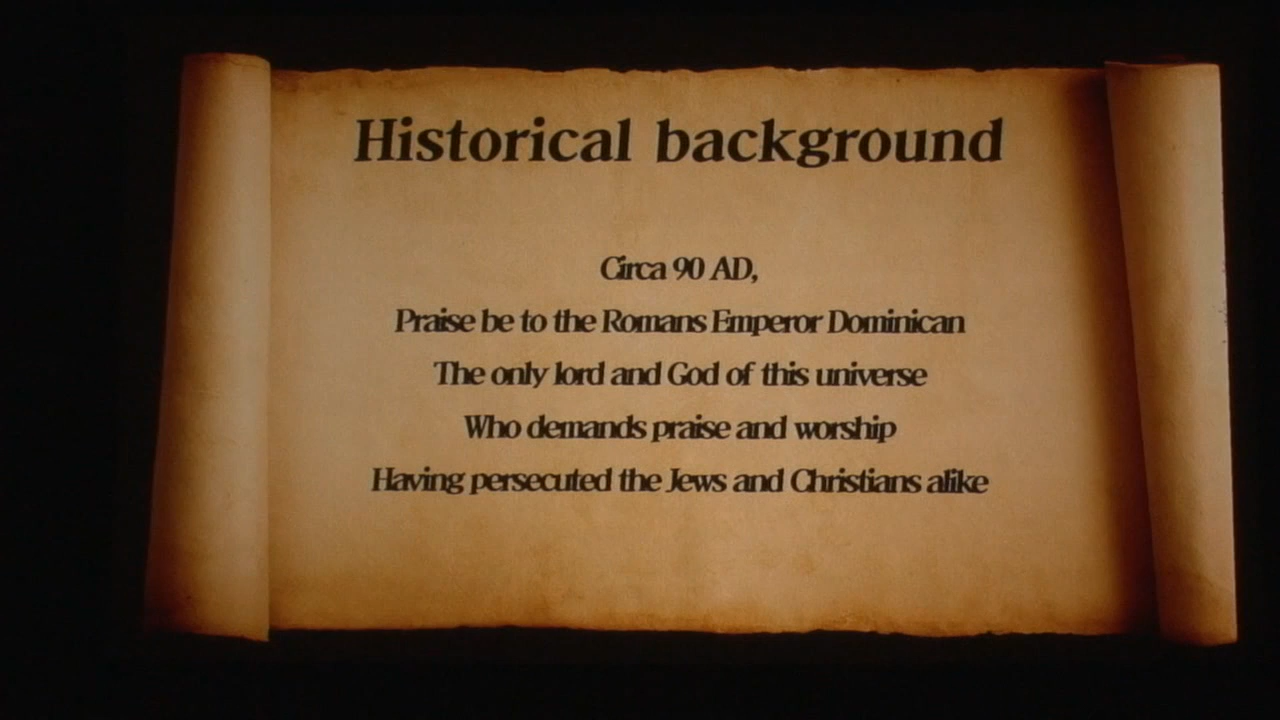 Historical background
Circa 90 AD,
Praise be to the Romans Emperor Dominican
The only lord and God of this universe
Who demands praise and worship
Having persecuted the Jews and Christians alike